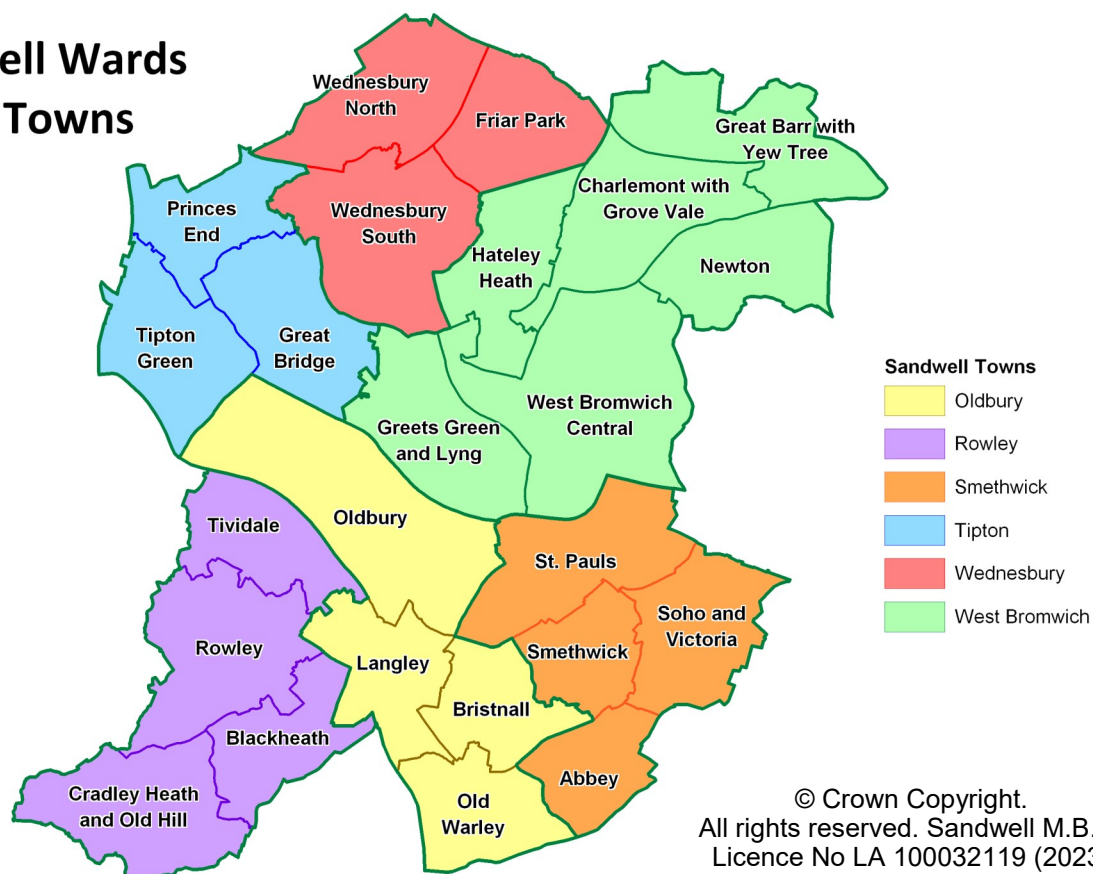 ell Wards
Towns
Wednesbury
North
Friar Park
Great Barr with
Yew Tree
Charlemont with
Grove Vale
Princes
End
Wednesbury
South
Hateley
Heath
Newton
Tipton
Green
Great
Bridge
Sandwell Towns
Oldbury
Rowley
Smethwick
Tipton
Wednesbury
West Bromwich
West Bromwich
Central
Greets Green
and Lyng
Tividale
Oldbury
St. Pauls
Soho and
Victoria
Rowley
Langley
Smethwick
Bristnall
Blackheath
Abbey
Cradley Heath
and Old Hill
Old
Warley
© Crown Copyright.
All rights reserved. Sandwell M.B.
Licence No LA 100032119 (2023